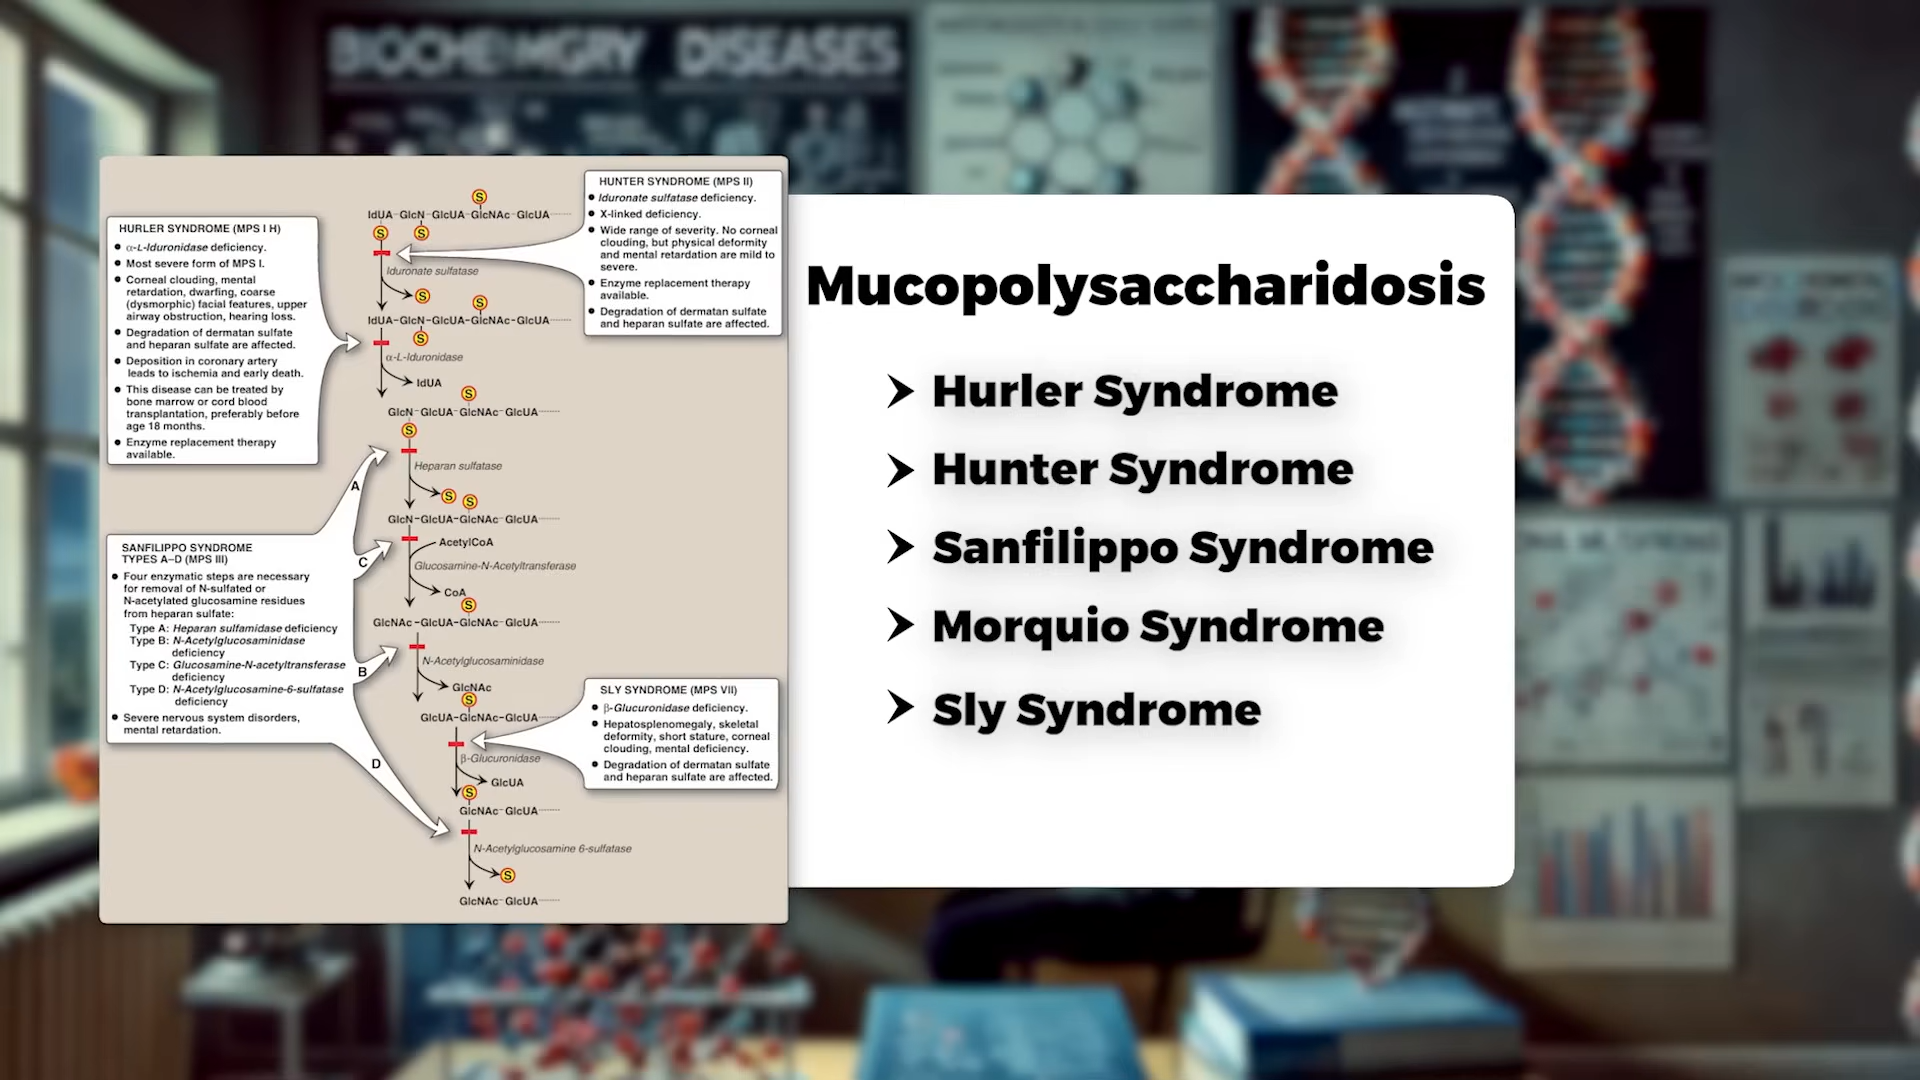 BIOCHEMGRY DISEASES
HURLER SYNDROME (MPS I H)
● α-L-Iduronidase deficiency.
● Most severe form of MPS I.
● Corneal clouding, mental
retardation, dwarfing, coarse
(dysmorphic) facial features, upper
airway obstruction, hearing loss.
● Degradation of dermatan sulfate
and heparan sulfate are affected.
● Deposition in coronary artery
leads to ischemia and early death.
● This disease can be treated by
bone marrow or cord blood
transplantation, preferably before
age 18 months.
● Enzyme replacement therapy
available.
SANFILIPPO SYNDROME
TYPES A–D (MPS III)
● Four enzymatic steps are necessary
for removal of N-sulfated or
N-acetylated glucosamine residues
from heparan sulfate:
Type A: Heparan sulfamidase deficiency
Type B: N-Acetylglucosaminidase
deficiency
Type C: Glucosamine-N-acetyltransferase
deficiency
Type D: N-Acetylglucosamine-6-sulfatase
deficiency
● Severe nervous system disorders,
mental retardation.
S
IdUA-GlcN-GlcUA-GlcNAc-GlcUA
S S
Iduronate sulfatase
S S
IdUA-GlcN-GlcUA-GlcNAc-GlcUA
S
α-L-Iduronidase
IdUA
S
GlcN-GlcUA-GlcNAc-GlcUA
S
Heparan sulfatase
A
S S
GlcN-GlcUA-GlcNAc-GlcUA
AcetylCoA
C
Glucosamine-N-Acetyltransferase
CoA
S
GlcNAc-GlcUA-GlcNAc-GlcUA
N-Acetylglucosaminidase
B
GlcNAc
S
GlcUA-GlcNAc-GlcUA
β-Glucuronidase
D
GlcUA
S
GlcNAc-GlcUA
N-Acetylglucosamine 6-sulfatase
S
GlcNAc-GlcUA
HUNTER SYNDROME (MPS II)
● Iduronate sulfatase deficiency.
● X-linked deficiency.
● Wide range of severity. No corneal
clouding, but physical deformity
and mental retardation are mild to
severe.
● Enzyme replacement therapy
available.
● Degradation of dermatan sulfate
and heparan sulfate are affected.
SLY SYNDROME (MPS VII)
● β-Glucuronidase deficiency.
● Hepatosplenomegaly, skeletal
deformity, short stature, corneal
clouding, mental deficiency.
● Degradation of dermatan sulfate
and heparan sulfate are affected.
Mucopolysaccharidosis
➤ Hurler Syndrome
➤ Hunter Syndrome
➤ Sanfilippo Syndrome
➤ Morquio Syndrome
➤ Sly Syndrome